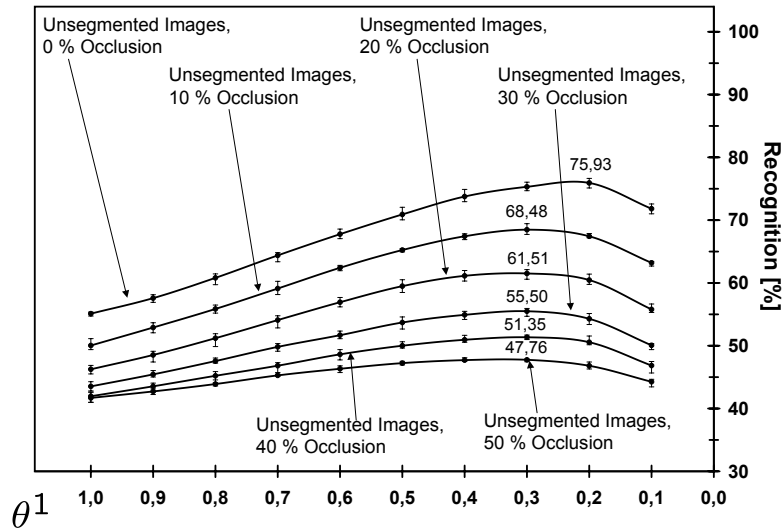 Unsegmented Images,
0 % Occlusion
Unsegmented Images,
10 % Occlusion
Unsegmented Images,
20 % Occlusion
Unsegmented Images,
30 % Occlusion
75,93
68,48
61,51
55,50
51,35
47,76
Unsegmented Images,
40 % Occlusion
Unsegmented Images,
50 % Occlusion
100
90
80
70
60
50
40
30
Recognition [%]
1,0 0,9 0,8 0,7 0,6 0,5 0,4 0,3 0,2 0,1 0,0
θ¹